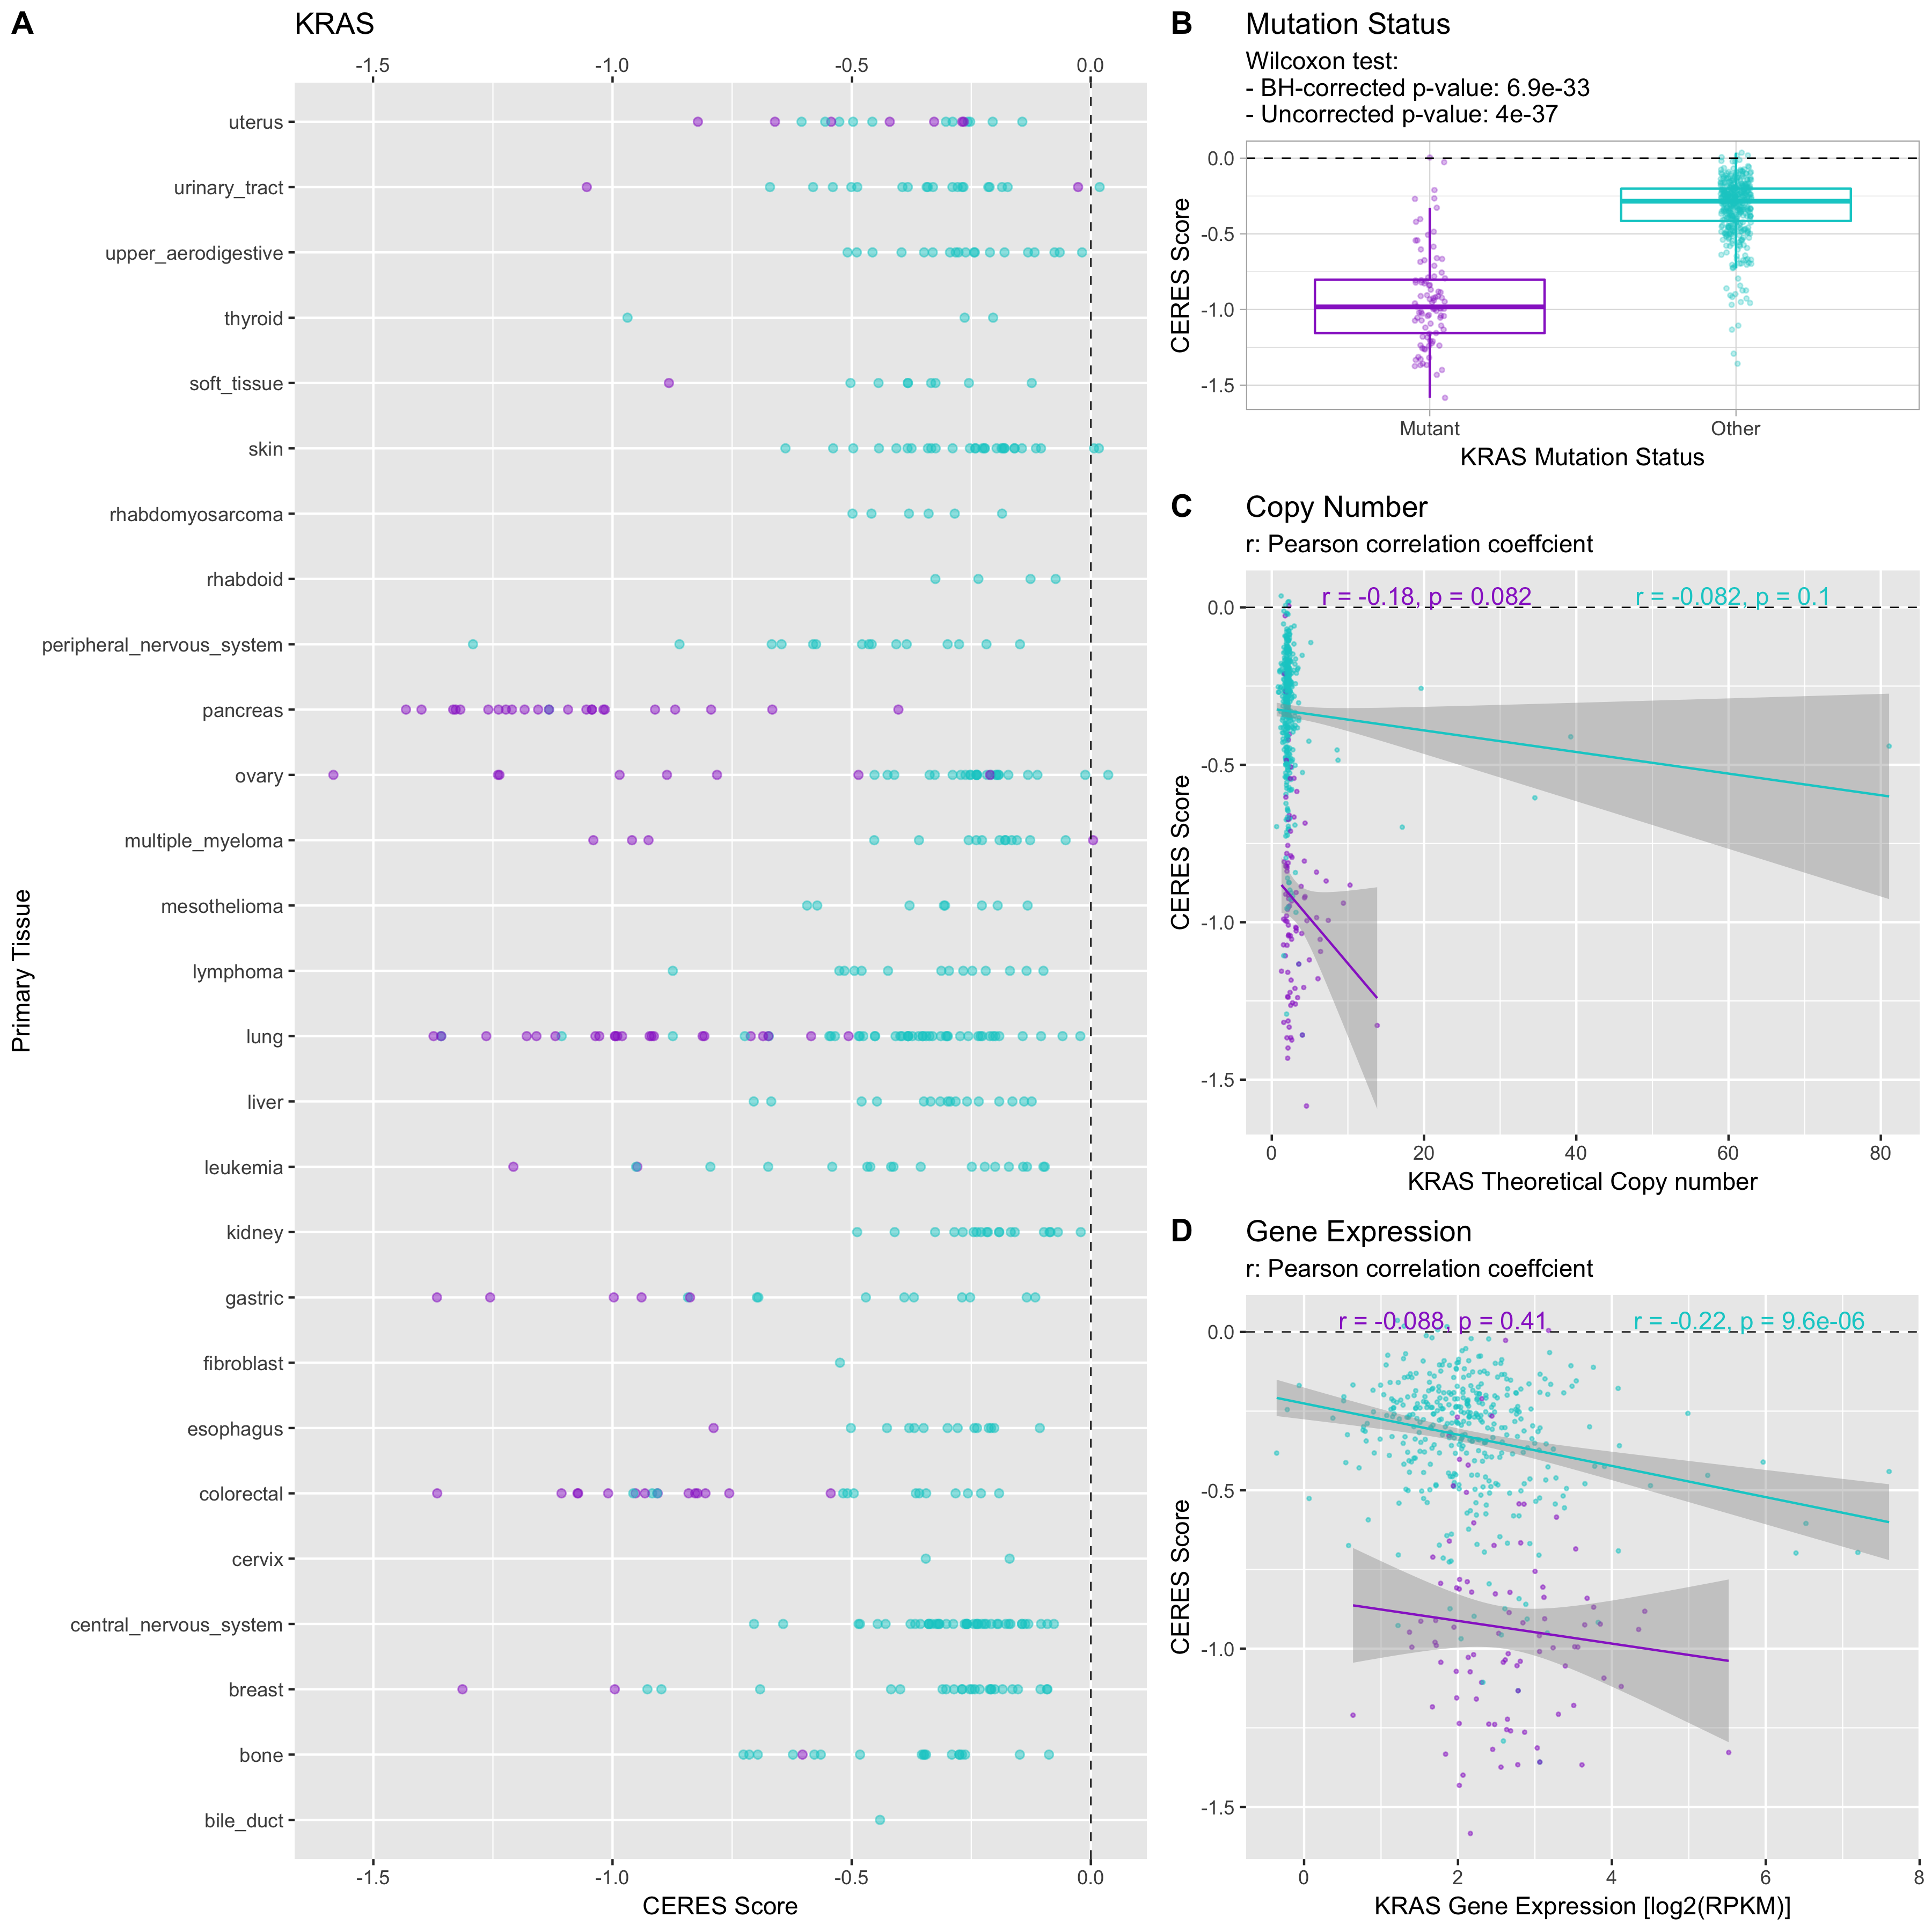 A
KRAS
-1.5 -1.0 -0.5 0.0
uterus
urinary_tract
upper_aerodigestive
thyroid
soft_tissue
skin
rhabdomyosarcoma
rhabdoid
peripheral_nervous_system
pancreas
ovary
multiple_myeloma
mesothelioma
lymphoma
lung
liver
leukemia
kidney
gastric
fibroblast
esophagus
colorectal
cervix
central_nervous_system
breast
bone
bile_duct
Primary Tissue
-1.5 -1.0 -0.5 0.0
CERES Score
B
Mutation Status
Wilcoxon test:
- BH-corrected p-value: 6.9e-33
- Uncorrected p-value: 4e-37
0.0
-0.5
-1.0
-1.5
CERES Score
Mutant Other
KRAS Mutation Status
C
Copy Number
r: Pearson correlation coeffcient
r = -0.18, p = 0.082 r = -0.082, p = 0.1
0.0
-0.5
-1.0
-1.5
CERES Score
0 20 40 60 80
KRAS Theoretical Copy number
D
Gene Expression
r: Pearson correlation coeffcient
r = -0.088, p = 0.41 r = -0.22, p = 9.6e-06
0.0
-0.5
-1.0
-1.5
CERES Score
0 2 4 6 8
KRAS Gene Expression [log2(RPKM)]